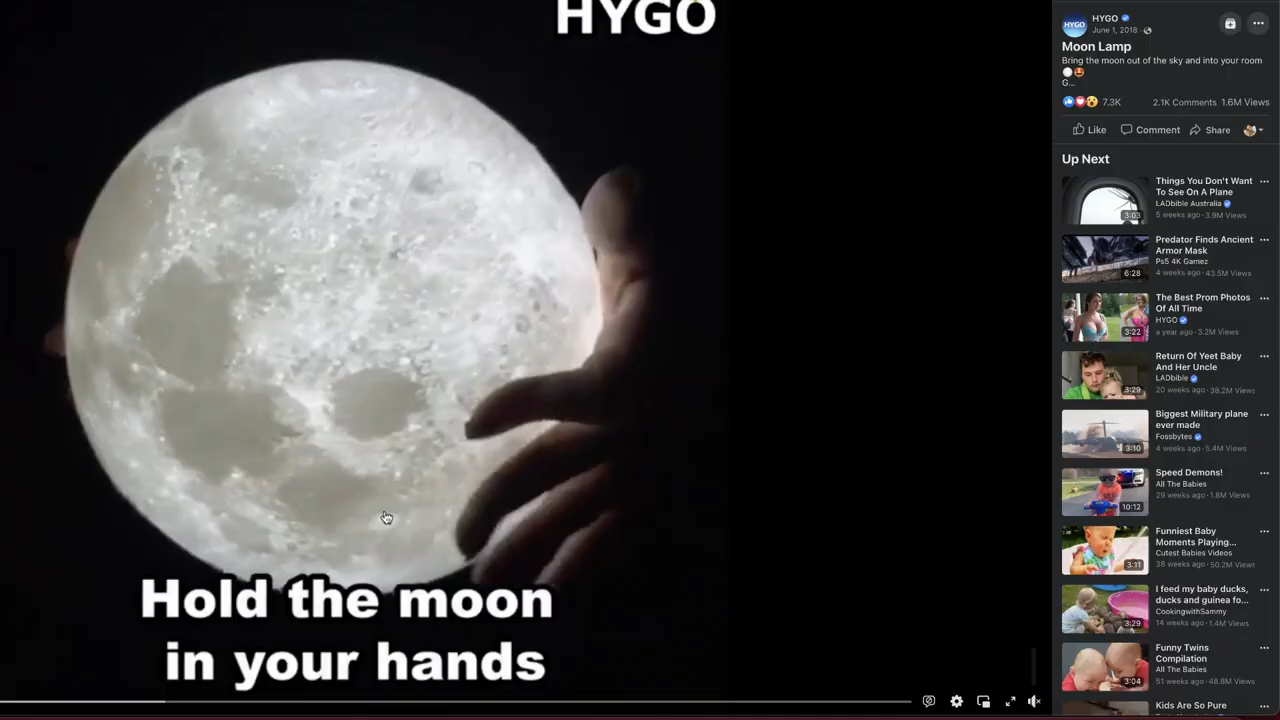 HYGO
Hold the moon
in your hands
HYGO
HYGO
June 1, 2018 ·
Moon Lamp
Bring the moon out of the sky and into your room
G...
7.3K
2.1K Comments 1.6M Views
Like
Comment
Share
Up Next
Things You Don't Want
To See On A Plane
LADbible Australia
5 weeks ago · 3.9M Views
3:03
Predator Finds Ancient
Armor Mask
Ps5 4K Gamez
4 weeks ago · 43.5M Views
6:28
The Best Prom Photos
Of All Time
HYGO
a year ago · 3.2M Views
3:22
Return Of Yeet Baby
And Her Uncle
LADbible
20 weeks ago · 38.2M Views
3:29
Biggest Military plane
ever made
Fossbytes
4 weeks ago · 5.4M Views
3:10
Speed Demons!
All The Babies
29 weeks ago · 1.8M Views
10:12
Funniest Baby
Moments Playing...
Cutest Babies Videos
38 weeks ago · 50.2M Views
3:11
I feed my baby ducks,
ducks and guinea fo...
CookingwithSammy
14 weeks ago · 1.4M Views
3:29
Funny Twins
Compilation
All The Babies
51 weeks ago · 48.8M Views
3:04
Kids Are So Pure